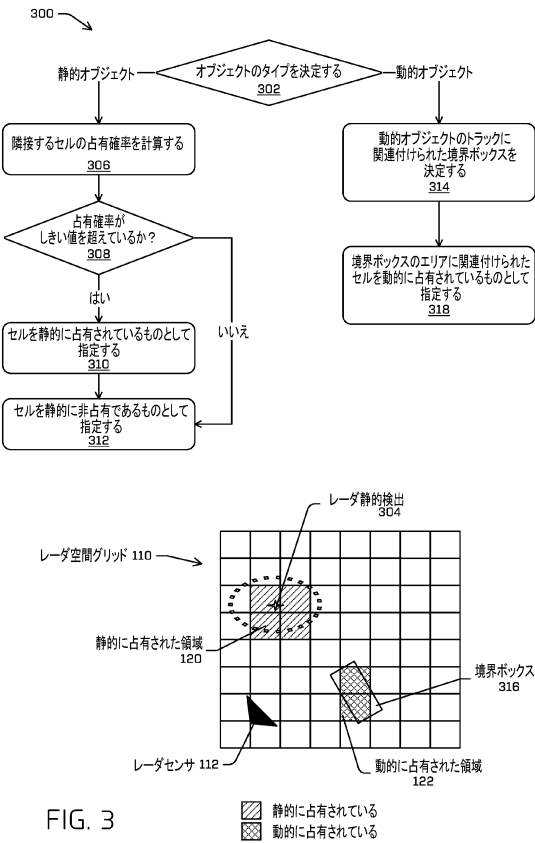 300
オブジェクトのタイプを決定する
302
静的オブジェクト
動的オブジェクト
隣接するセルの占有確率を計算する
306
占有確率が
しきい値を超えているか？
308
はい
いいえ
セルを静的に占有されているものとして
指定する
310
セルを静的に非占有であるものとして
指定する
312
動的オブジェクトのトラックに
関連付けられた境界ボックスを
決定する
314
境界ボックスのエリアに関連付けられた
セルを動的に占有されているものとして
指定する
318
レーダ静的検出
304
レーダ空間グリッド 110
静的に占有された領域
120
境界ボックス
316
レーダセンサ 112
動的に占有された領域
122
静的に占有されている
動的に占有されている
FIG. 3